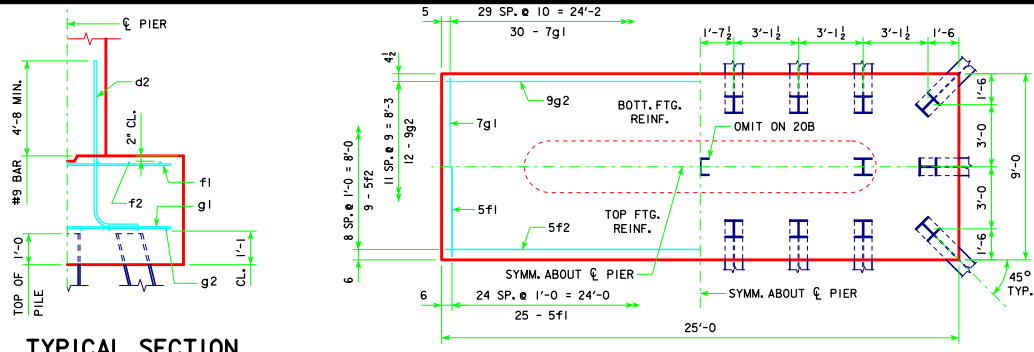 ℄ PIER
d2
4'-8 MIN.
2" CL.
#9 BAR
f1
f2
g1
1'-0
TOP OF PILE
CL. 1'-1
g2
TYPICAL SECTION
5
29 SP. @ 10 = 24'-2
30 - 7g1
4½
1'-7½
3'-1½
3'-1½
3'-1½
1'-6
9g2
BOTT. FTG.
REINF.
7g1
OMIT ON 20B
8 SP. @ 1'-0 = 8'-0
9 - 5f2
11 SP. @ 9 = 8'-3
12 - 9g2
1'-6
3'-0
3'-0
1'-6
9'-0
5f1
TOP FTG.
REINF.
5f2
6
SYMM. ABOUT ℄ PIER
SYMM. ABOUT ℄ PIER
45°
TYP.
6
24 SP. @ 1'-0 = 24'-0
25 - 5f1
25'-0